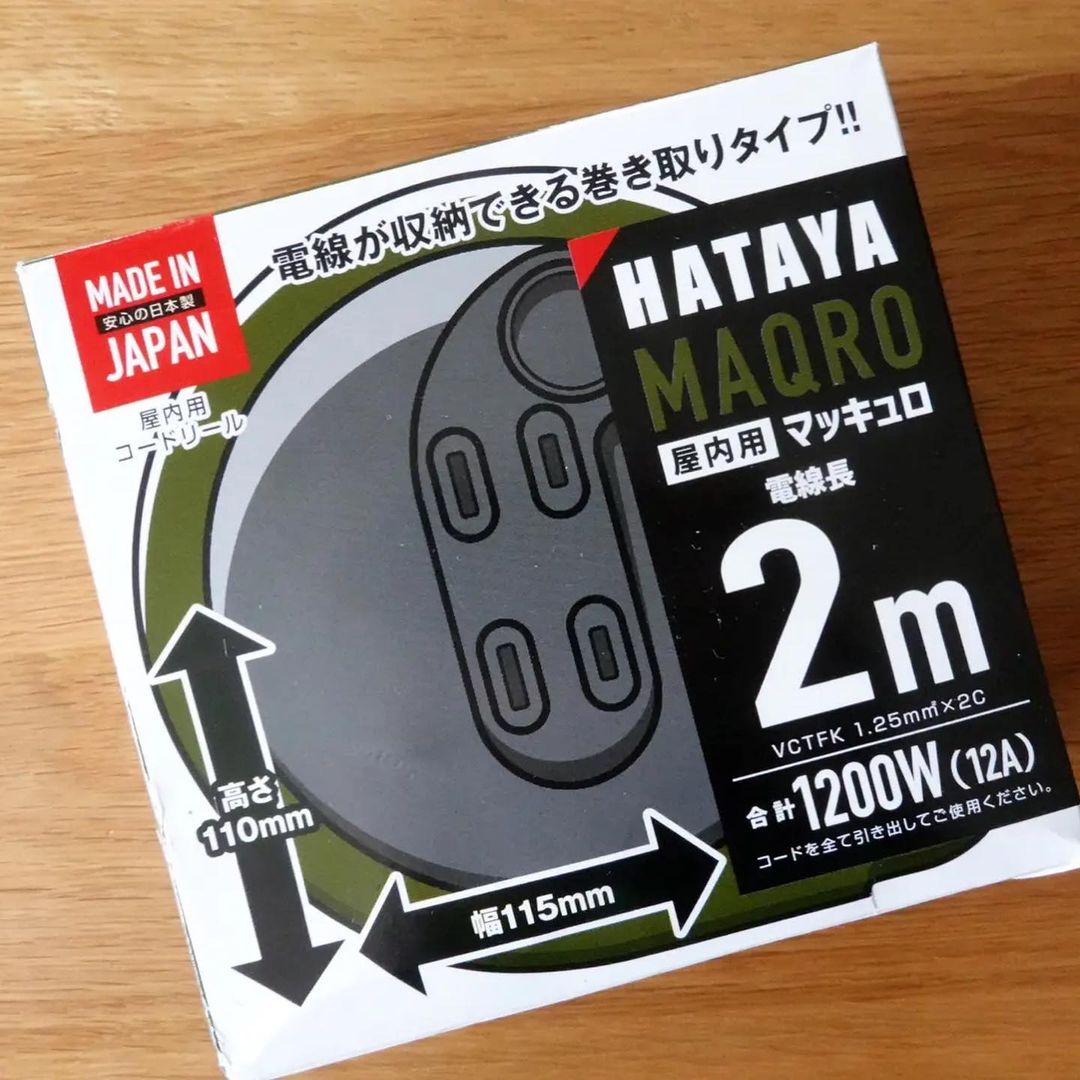 電線が収納できる巻き取りタイプ!!
MADE IN
安心の日本製
JAPAN
屋内用
コードリール
HATAYA
MAQRO
屋内用 マッキュロ
電線長
2m
VCTFK 1.25mm²×2C
合計1200W(12A)
コードを全て引き出してご使用ください。
高さ
110mm
幅115mm